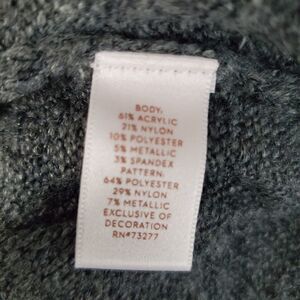 BODY:
61% ACRYLIC
21% NYLON
10% POLYESTER
5% METALLIC
3% SPANDEX
PATTERN:
64% POLYESTER
29% NYLON
7% METALLIC
EXCLUSIVE OF
DECORATION
RN#73277